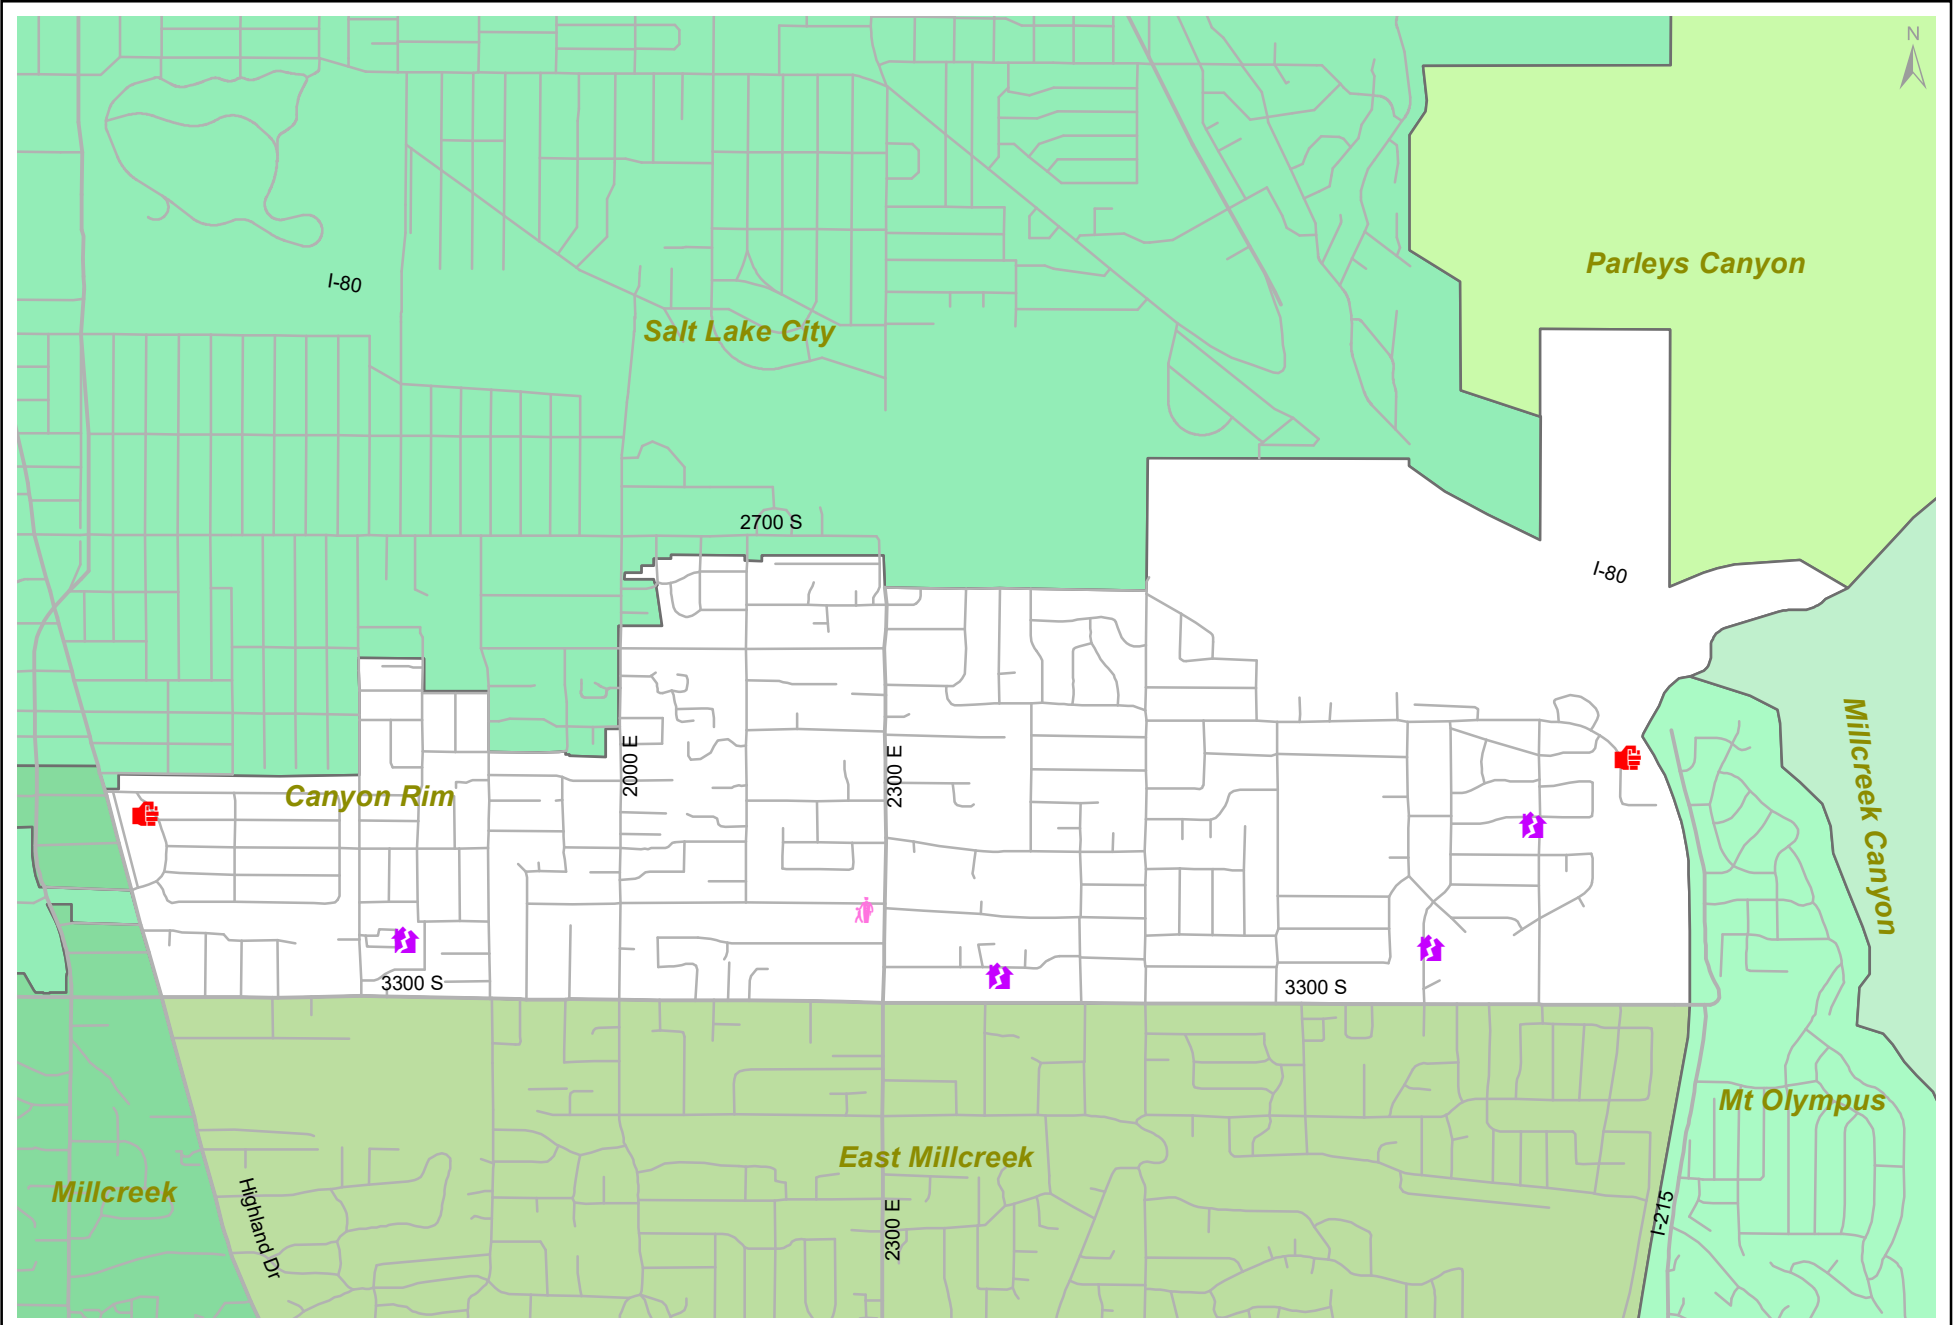 N
Parleys Canyon
I-80
Salt Lake City
2700 S
I-80
Millcreek Canyon
2000 E
2300 E
Canyon Rim
3300 S
3300 S
Mt Olympus
East Millcreek
Millcreek
Highland Dr
2300 E
I-215